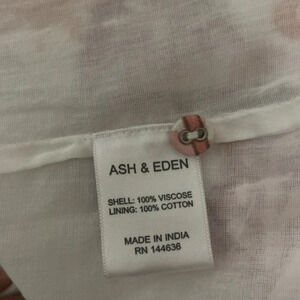 ASH & EDEN
SHELL: 100% VISCOSE
LINING: 100% COTTON
MADE IN INDIA
RN 144636